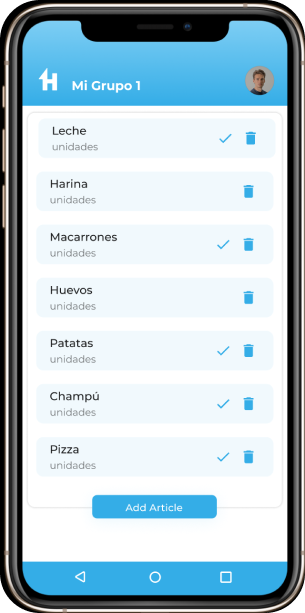 Mi Grupo 1
Leche
unidades
Harina
unidades
Macarrones
unidades
Huevos
unidades
Patatas
unidades
Champú
unidades
Pizza
unidades
Add Article